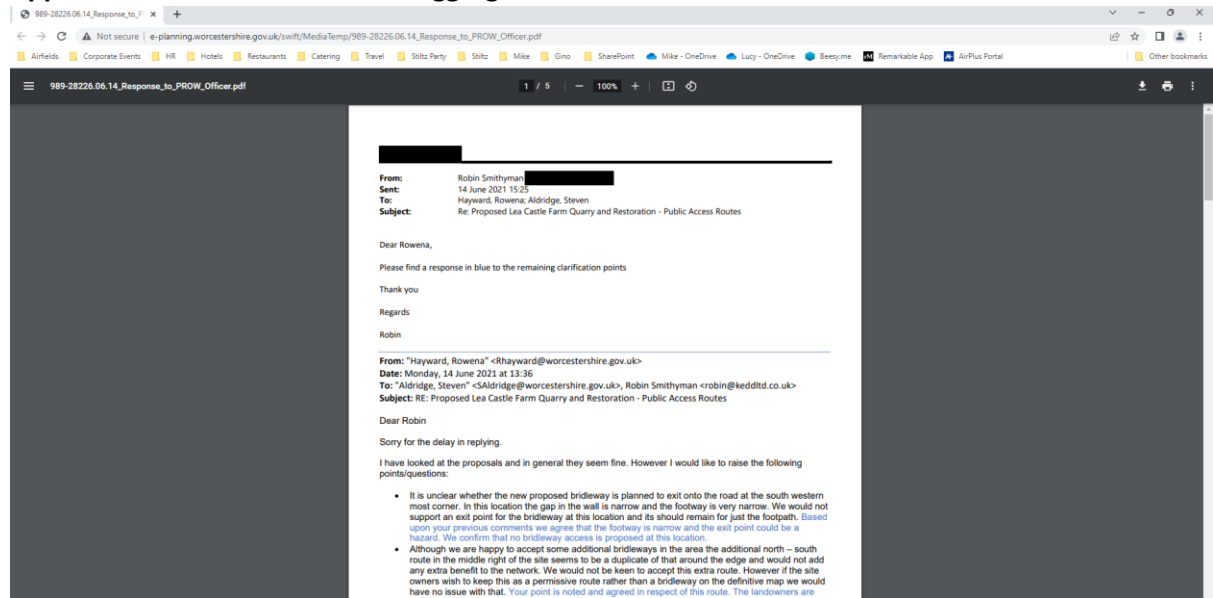 989-28226.06.14_Response_to_P
Not secure | e-planning.worcestershire.gov.uk/swift/MediaTemp/989-28226.06.14_Response_to_PROW_Officer.pdf
Airfields Corporate Events HR Hotels Restaurants Catering Travel Stiltz Party Stiltz Mike Gino SharePoint Mike - OneDrive Lucy - OneDrive Beesy.me Remarkable App AirPlus Portal Other bookmarks
989-28226.06.14_Response_to_PROW_Officer.pdf 1 / 5 | — 100% + |
From: Robin Smithyman
Sent: 14 June 2021 15:25
To: Hayward, Rowena; Aldridge, Steven
Subject: Re: Proposed Lea Castle Farm Quarry and Restoration - Public Access Routes
Dear Rowena,
Please find a response in blue to the remaining clarification points
Thank you
Regards
Robin
From: "Hayward, Rowena" <Rhayward@worcestershire.gov.uk>
Date: Monday, 14 June 2021 at 13:36
To: "Aldridge, Steven" <SAldridge@worcestershire.gov.uk>, Robin Smithyman <robin@keddltd.co.uk>
Subject: RE: Proposed Lea Castle Farm Quarry and Restoration - Public Access Routes
Dear Robin
Sorry for the delay in replying.
I have looked at the proposals and in general they seem fine. However I would like to raise the following
points/questions:
• It is unclear whether the new proposed bridleway is planned to exit onto the road at the south western
most corner. In this location the gap in the wall is narrow and the footway is very narrow. We would not
support an exit point for the bridleway at this location and its should remain for just the footpath. Based
upon your previous comments we agree that the footway is narrow and the exit point could be a
hazard. We confirm that no bridleway access is proposed at this location.
• Although we are happy to accept some additional bridleways in the area the additional north – south
route in the middle right of the site seems to be a duplicate of that around the edge and would not add
any extra benefit to the network. We would not be keen to accept this extra route. However if the site
owners wish to keep this as a permissive route rather than a bridleway on the definitive map we would
have no issue with that. Your point is noted and agreed in respect of this route. The landowners are